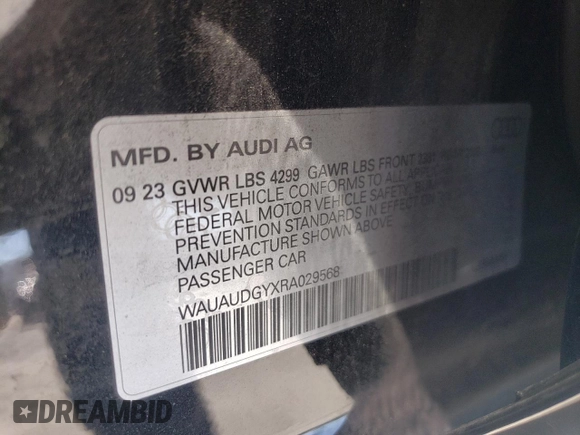 MFD. BY AUDI AG
09 23 GVWR LBS 4299 GAWR LBS FRONT
THIS VEHICLE CONFORMS TO ALL
FEDERAL MOTOR VEHICLE SAFETY,
PREVENTION STANDARDS IN EFFECT
MANUFACTURE SHOWN ABOVE
PASSENGER CAR
WAUAUDGYXRA029568
DREAMBID